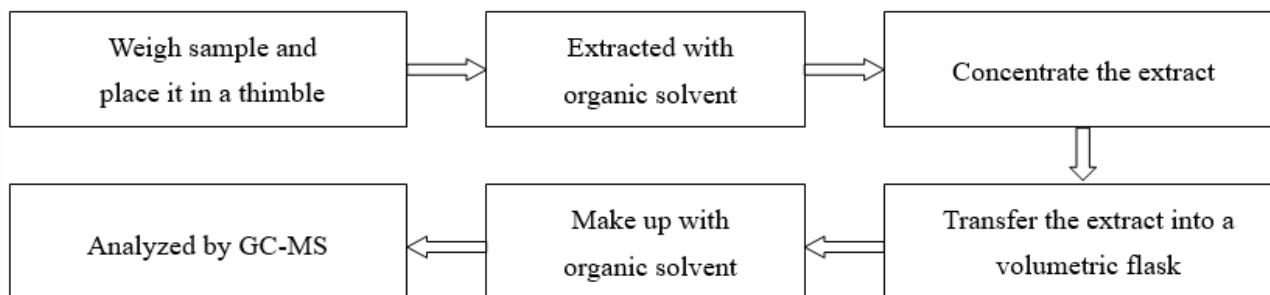 Weigh sample and
place it in a thimble
Extracted with
organic solvent
Concentrate the extract
Transfer the extract into a
volumetric flask
Make up with
organic solvent
Analyzed by GC-MS